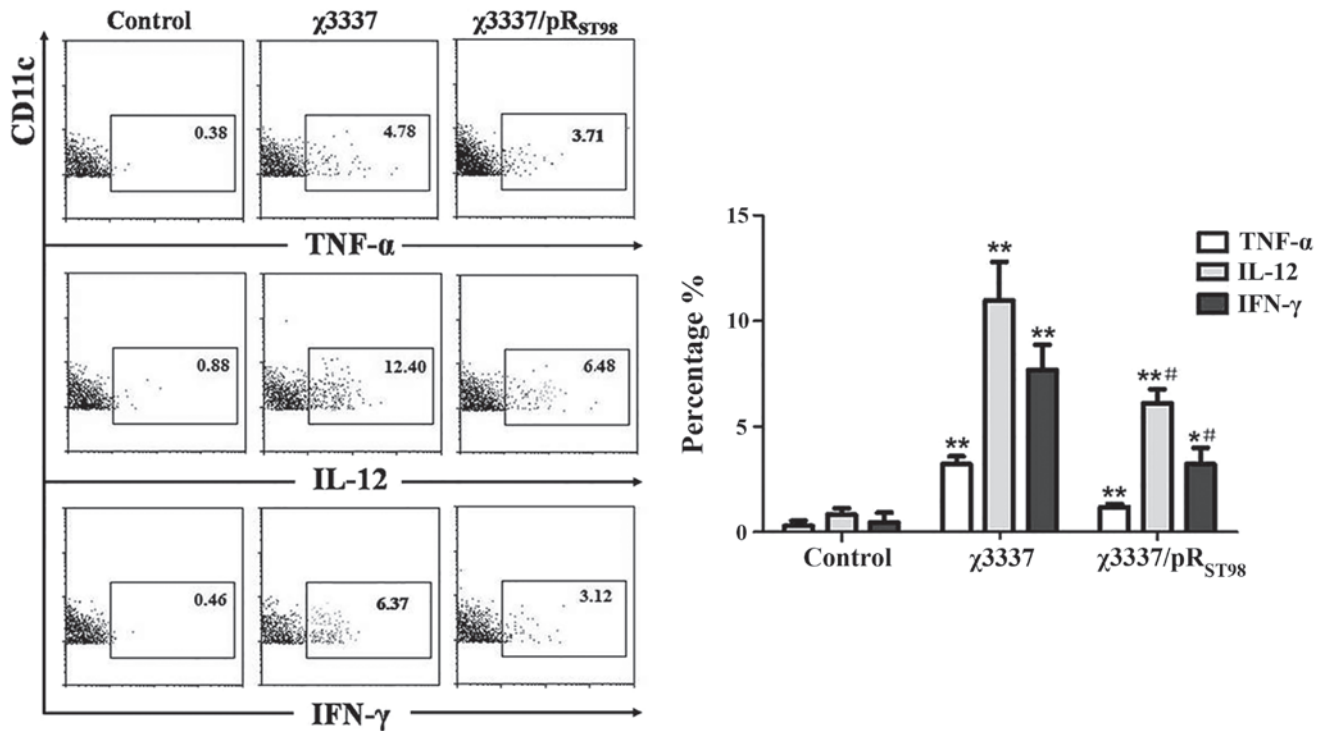 Control χ3337 χ3337/pRST98
CD11c
0.38 4.78 3.71
TNF-α
0.88 12.40 6.48
IL-12
0.46 6.37 3.12
IFN-γ
Percentage %
15
10
5
0
** ** **
** **# *#
TNF-α
IL-12
IFN-γ
Control χ3337 χ3337/pRST98